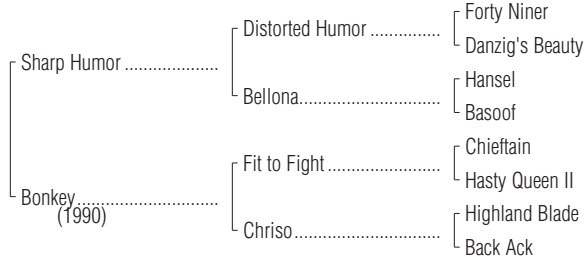 Forty Niner
Distorted Humor ...............
Danzig's Beauty
Sharp Humor ....................
Hansel
Bellona..............................
Basoof
Chieftain
Fit to Fight ........................
Hasty Queen II
Bonkey..............................
(1990)
Highland Blade
Chriso...............................
Back Ack